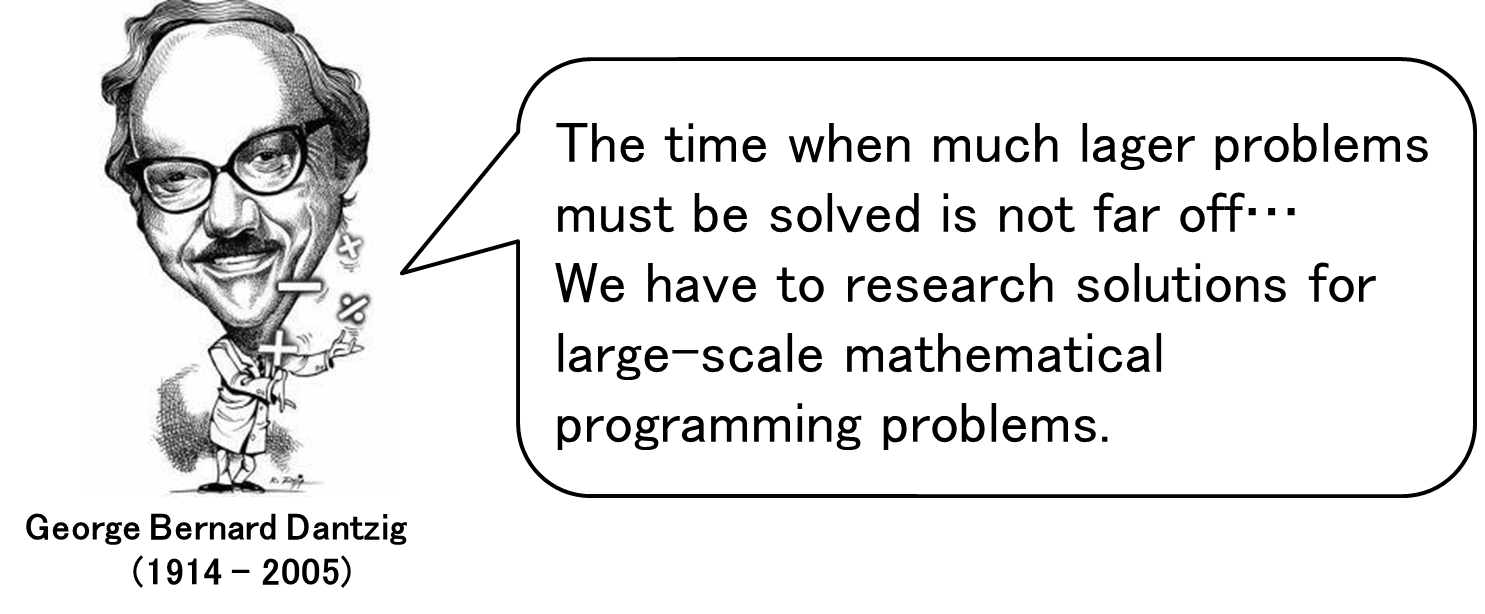 The time when much lager problems
must be solved is not far off･･･
We have to research solutions for
large−scale mathematical
programming problems.
George Bernard Dantzig
(1914 − 2005)